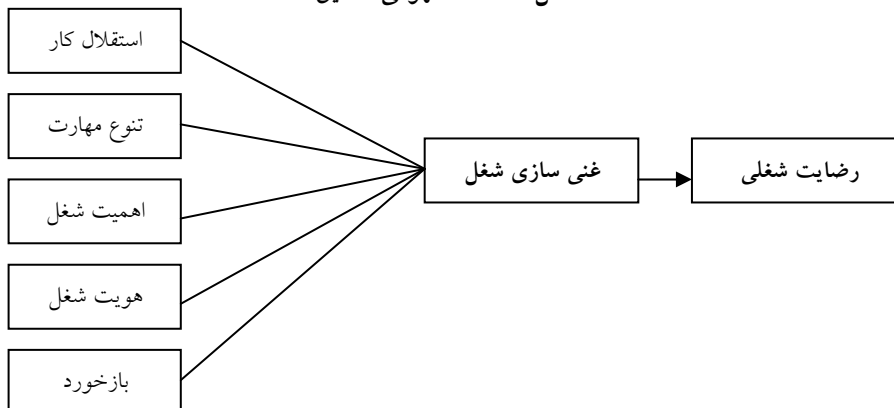 استقلال کار
تنوع مهارت
اهمیت شغل
هویت شغل
بازخورد
غنی سازی شغل
رضایت شغلی